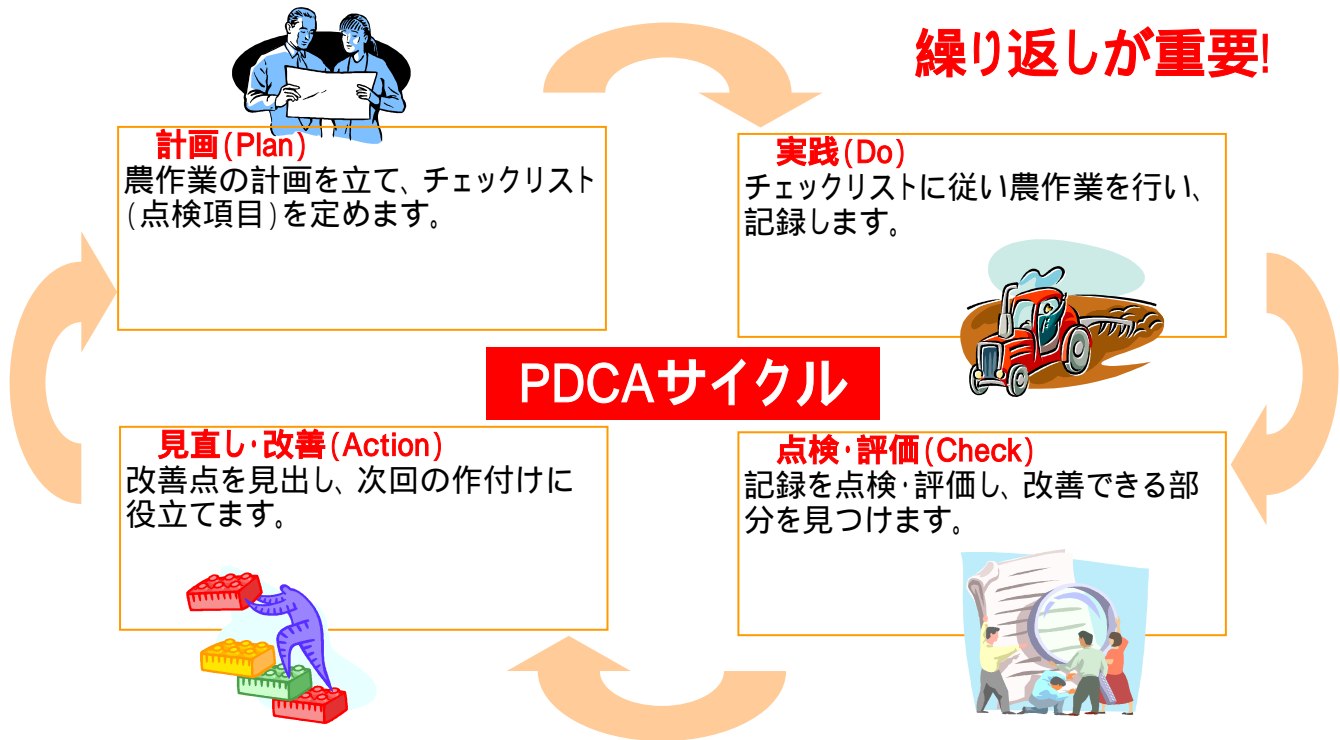 繰り返しが重要!
計画(Plan)
農作業の計画を立て、チェックリスト
(点検項目)を定めます。
実践(Do)
チェックリストに従い農作業を行い、
記録します。
PDCAサイクル
見直し・改善(Action)
改善点を見出し、次回の作付けに
役立てます。
点検・評価(Check)
記録を点検・評価し、改善できる部
分を見つけます。